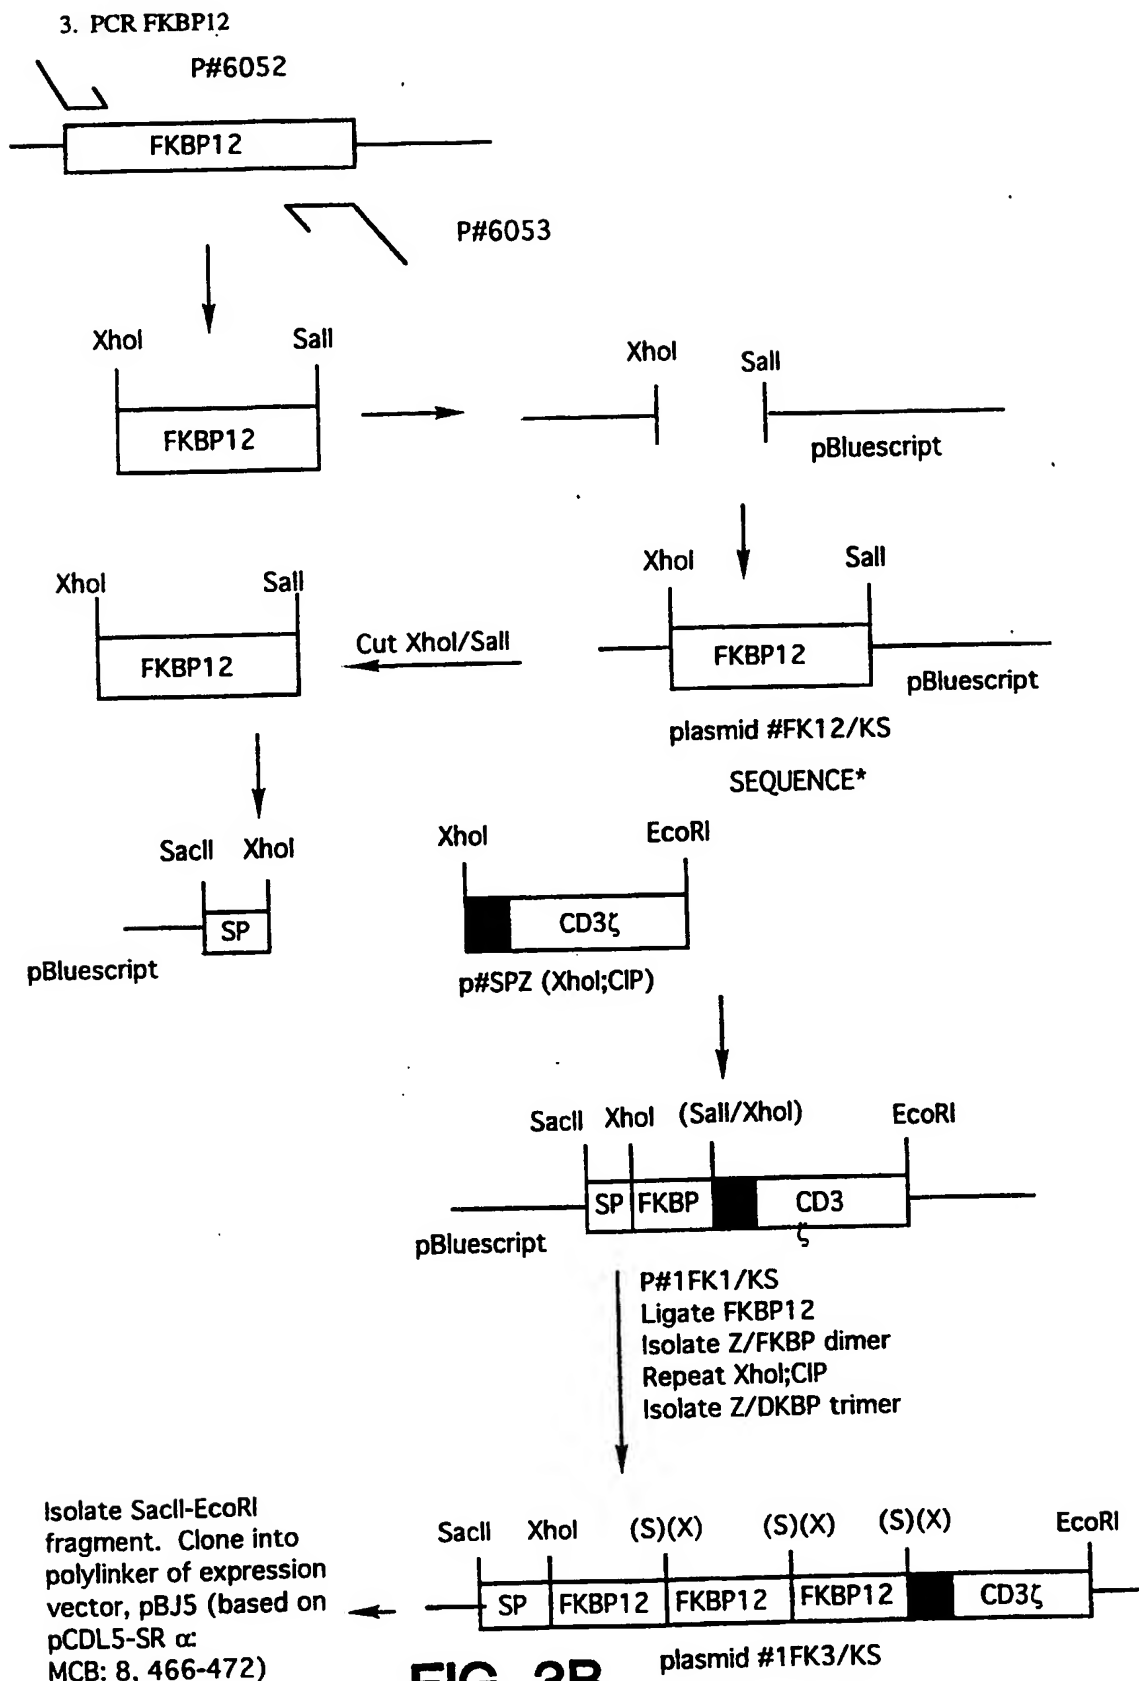 3. PCR FKBP12
P#6052
FKBP12
P#6053
XhoI SalI
FKBP12
XhoI SalI
pBluescript
XhoI SalI
FKBP12
pBluescript
plasmid #FK12/KS
SEQUENCE*
Cut XhoI/SalI
XhoI SalI
FKBP12
SacII XhoI
SP
pBluescript
XhoI EcoRI
CD3ζ
p#SPZ (XhoI;CIP)
SacII XhoI (SalI/XhoI) EcoRI
SP FKBP CD3
ζ
pBluescript
P#1FK1/KS
Ligate FKBP12
Isolate Z/FKBP dimer
Repeat XhoI;CIP
Isolate Z/DKBP trimer
SacII XhoI (S)(X) (S)(X) (S)(X) EcoRI
SP FKBP12 FKBP12 FKBP12 CD3ζ
plasmid #1FK3/KS
Isolate SacII-EcoRI
fragment. Clone into
polylinker of expression
vector, pBJ5 (based on
pCDL5-SR α:
MCB: 8, 466-472)
FIG. 3B